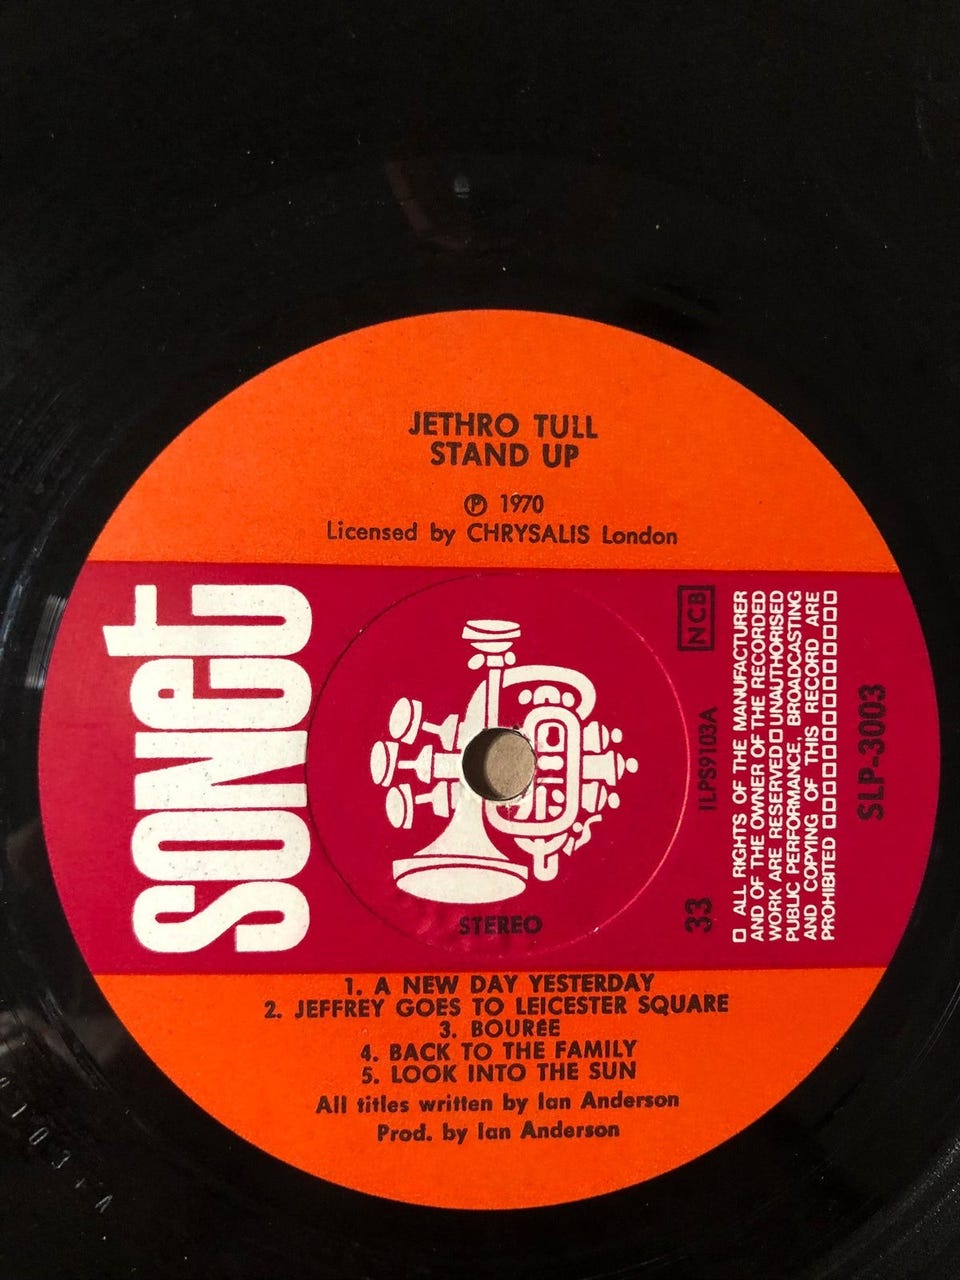 JETHRO TULL
STAND UP
Ⓟ 1970
Licensed by CHRYSALIS London
SONET
NCB
ILPS9103A
33
□ ALL RIGHTS OF THE MANUFACTURER
AND OF THE OWNER OF THE RECORDED
WORK ARE RESERVED □ UNAUTHORISED
PUBLIC PERFORMANCE, BROADCASTING
AND COPYING OF THIS RECORD ARE
PROHIBITED □□□□□□□□□□□□□□
SLP-3003
STEREO
1. A NEW DAY YESTERDAY
2. JEFFREY GOES TO LEICESTER SQUARE
3. BOURÉE
4. BACK TO THE FAMILY
5. LOOK INTO THE SUN
All titles written by Ian Anderson
Prod. by Ian Anderson